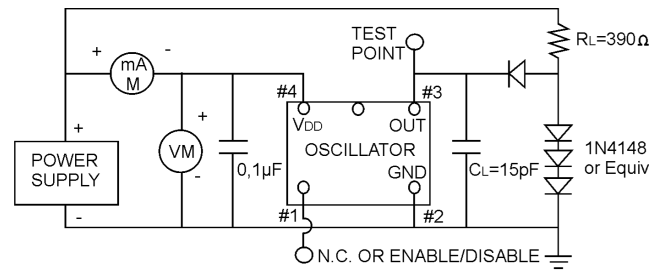 TEST
POINT
RL=390Ω
+
-
mA
M
#4
#3
+
VDD
OUT
+
1N4148
or Equiv
POWER
SUPPLY
VM
0,1µF
OSCILLATOR
CL=15pF
GND
-
-
#1
#2
N.C. OR ENABLE/DISABLE